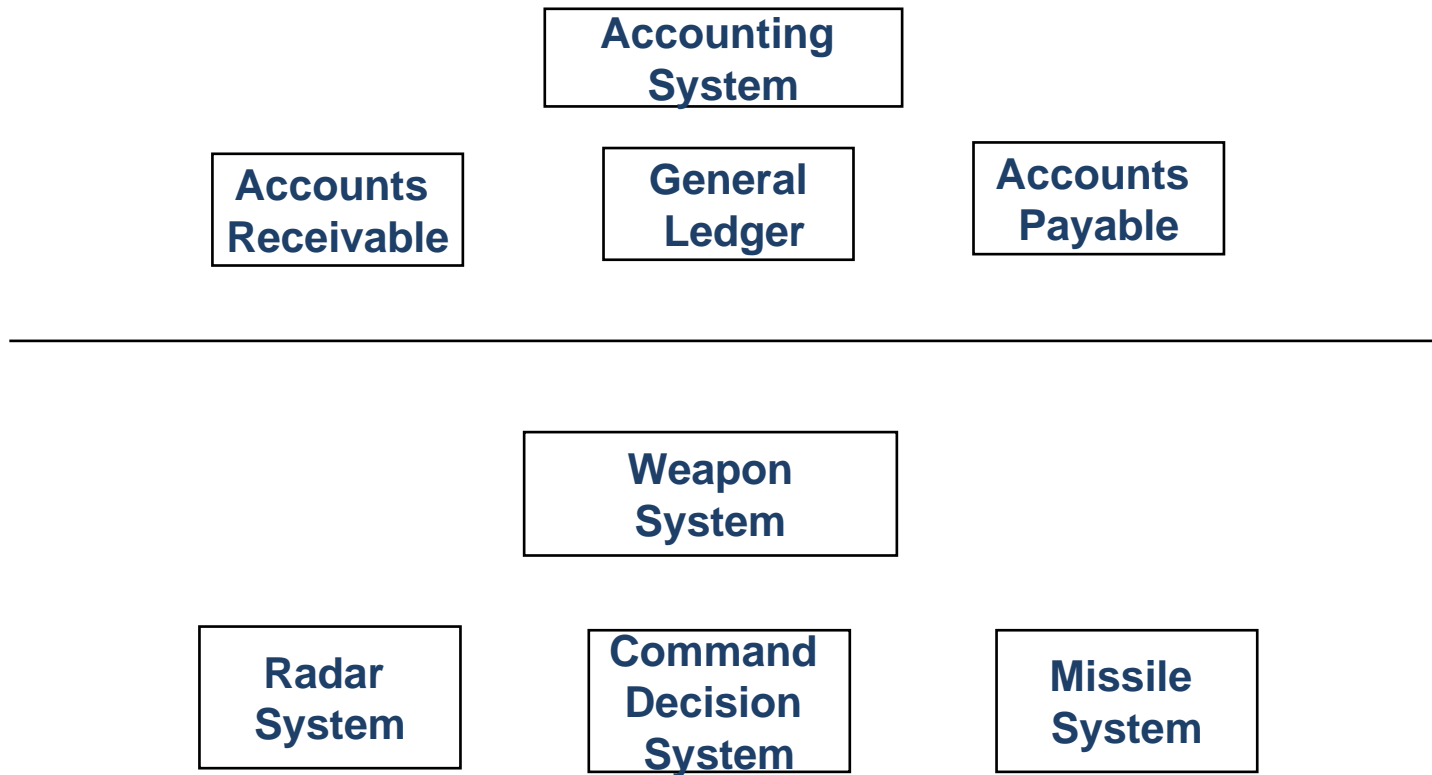 Accounting
System
Accounts
Receivable
General
Ledger
Accounts
Payable
Weapon
System
Radar
System
Command
Decision
System
Missile
System